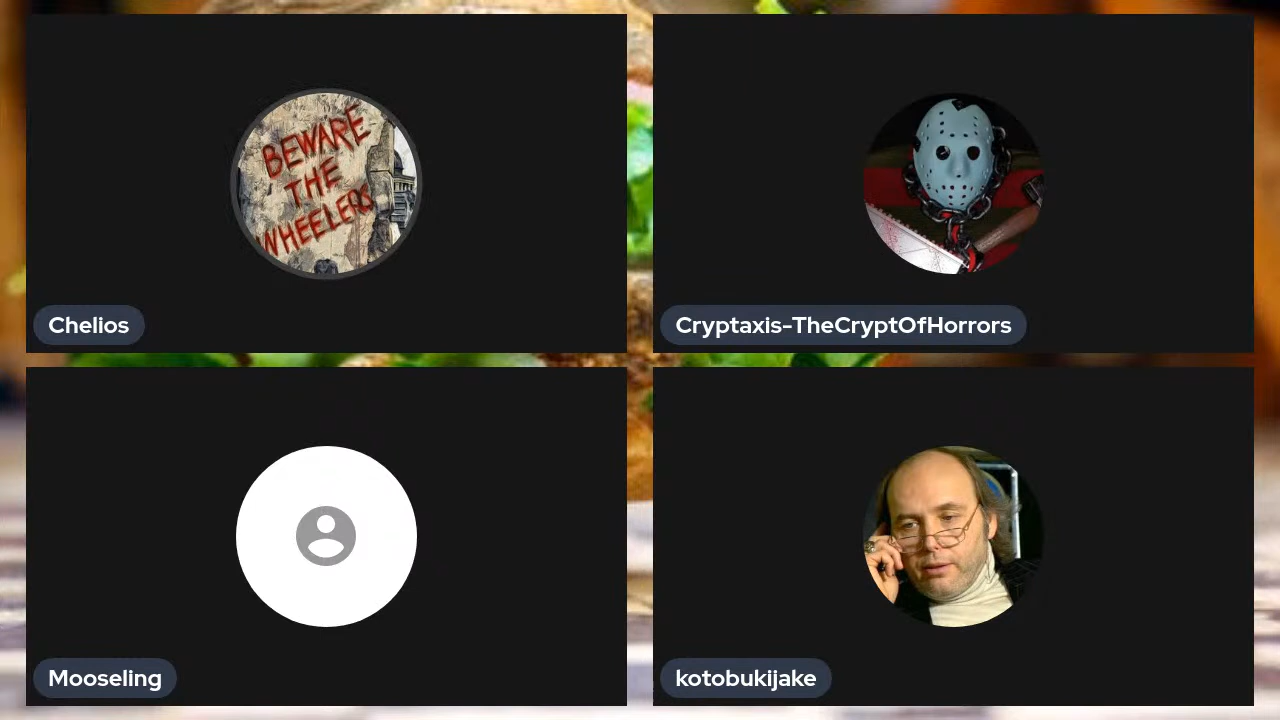 BEWARE
THE
WHEELERS
Chelios
Cryptaxis-TheCryptOfHorrors
Mooseling
kotobukijake